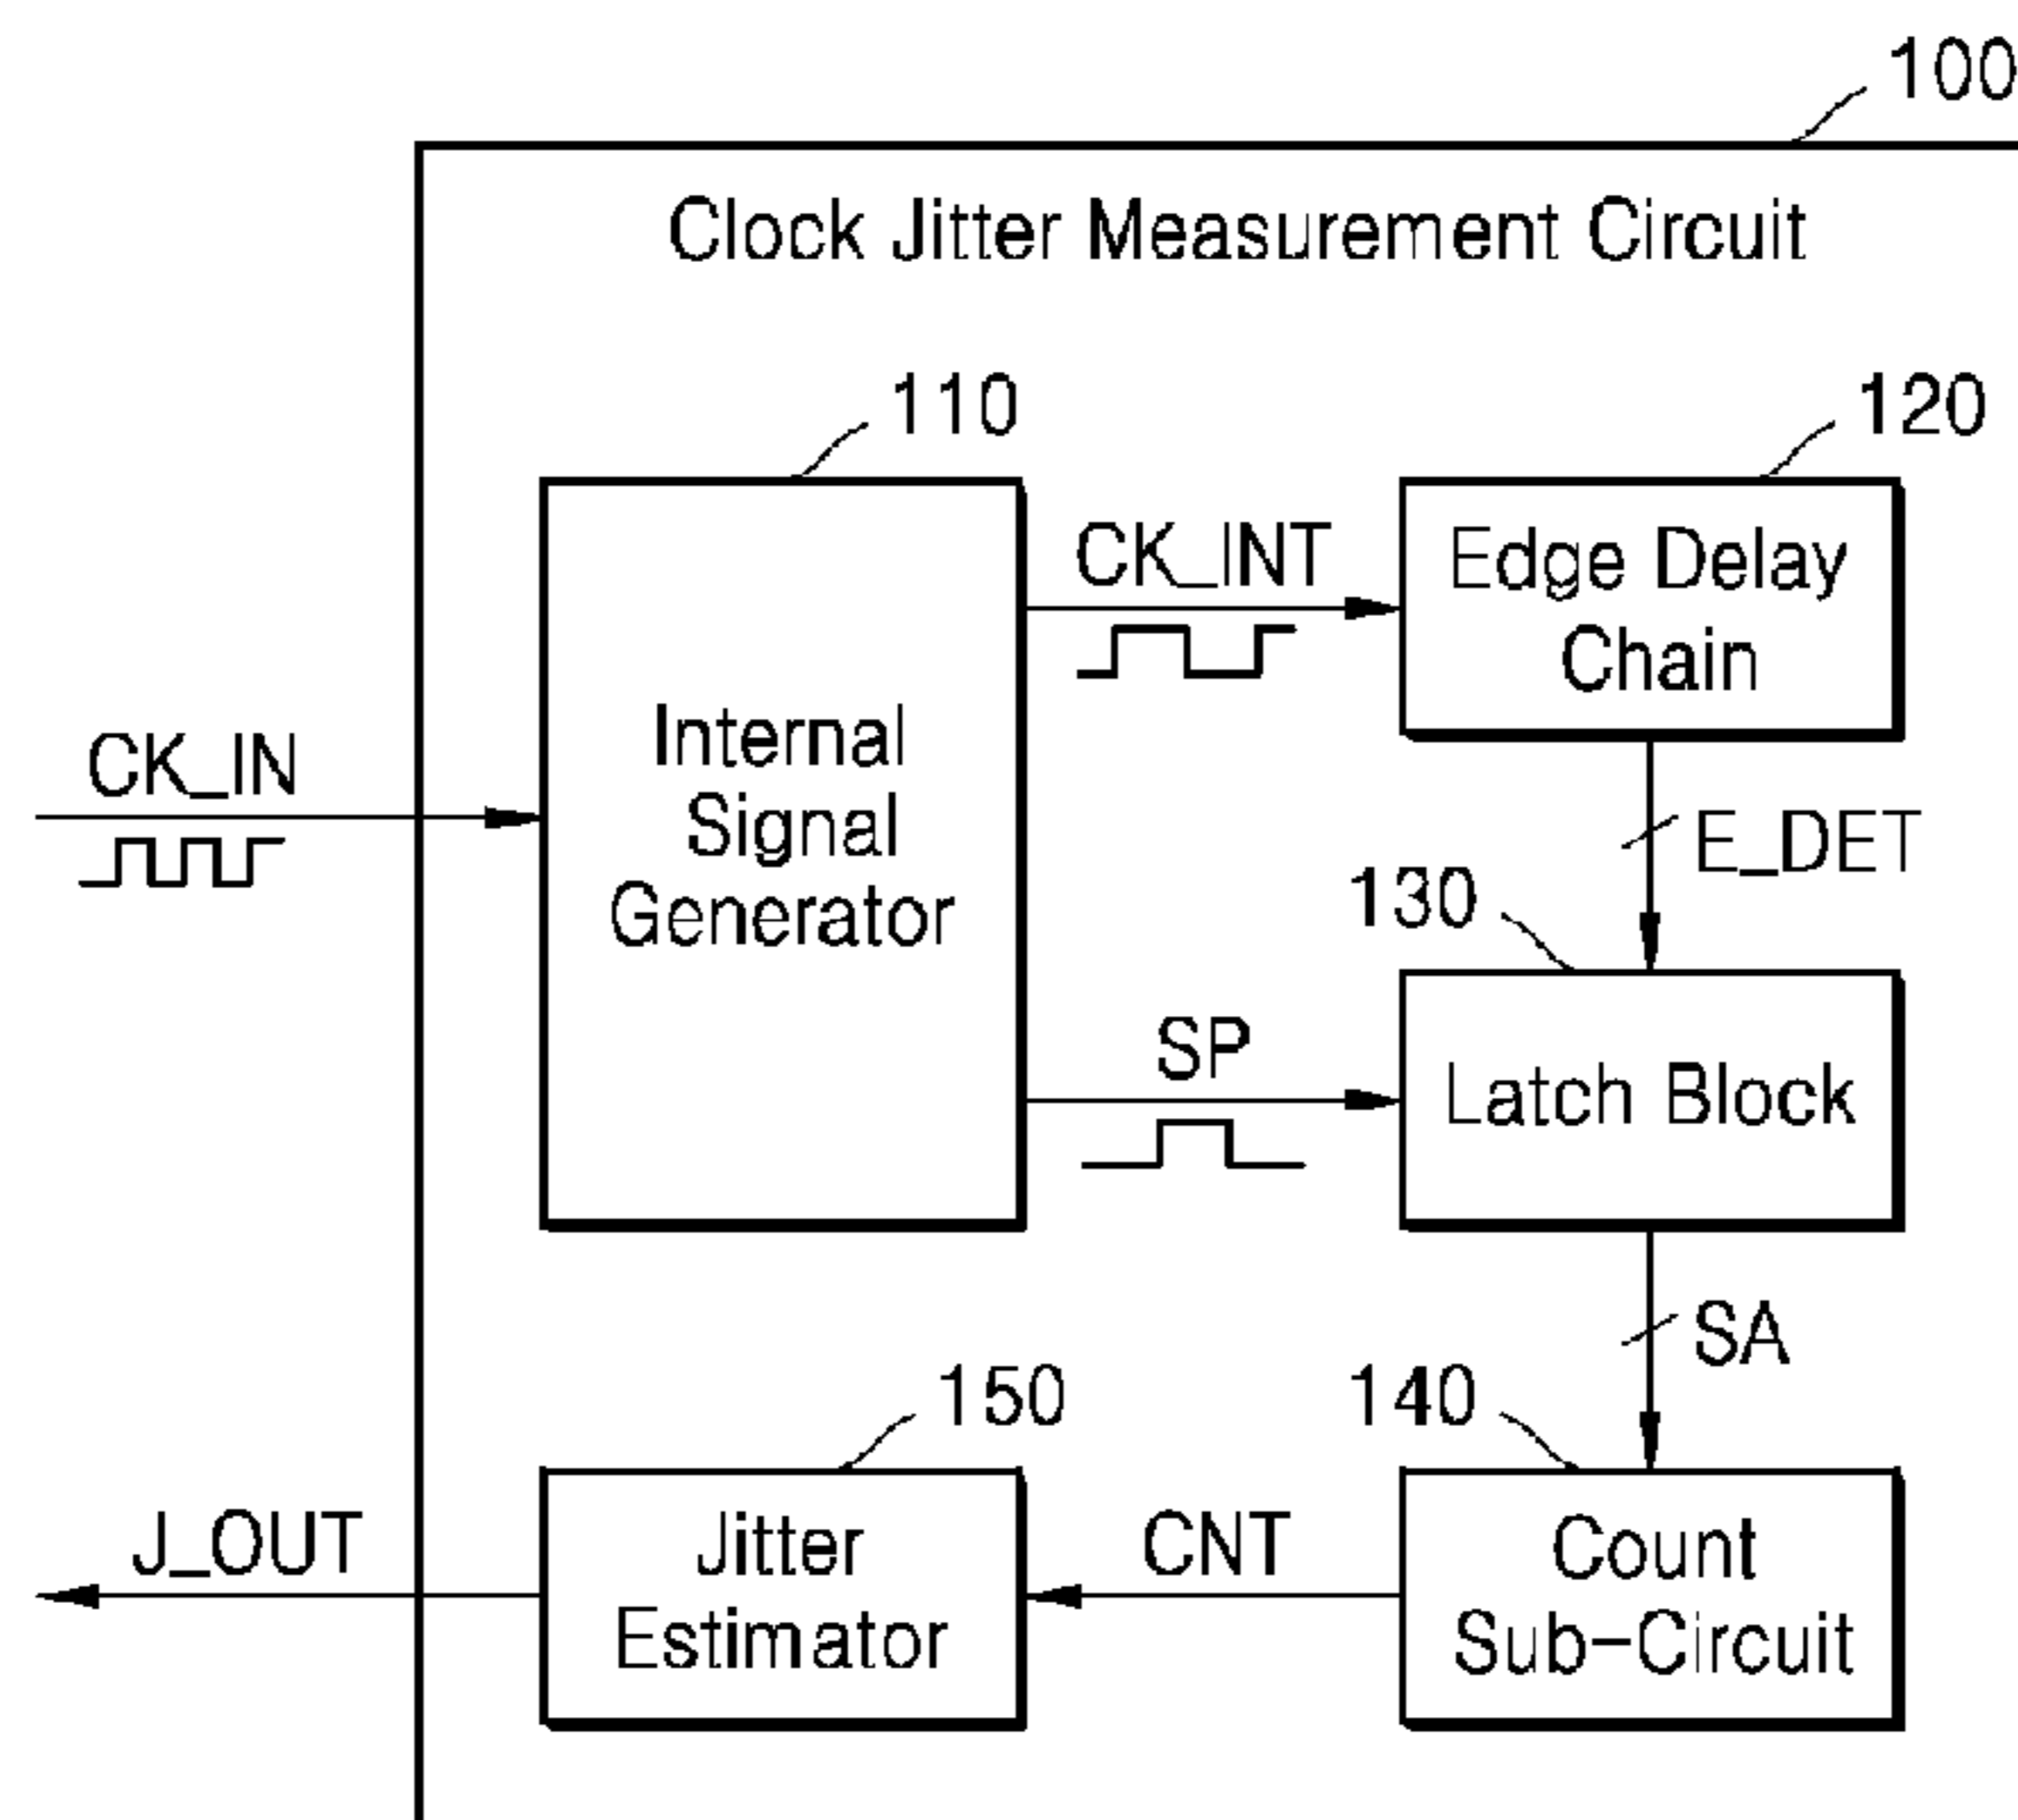 100
Clock Jitter Measurement Circuit
110
120
CK_INT
Edge Delay
Chain
Internal
Signal
Generator
CK_IN
E_DET
130
SP
Latch Block
SA
150
140
J_OUT
Jitter
Estimator
CNT
Count
Sub-Circuit